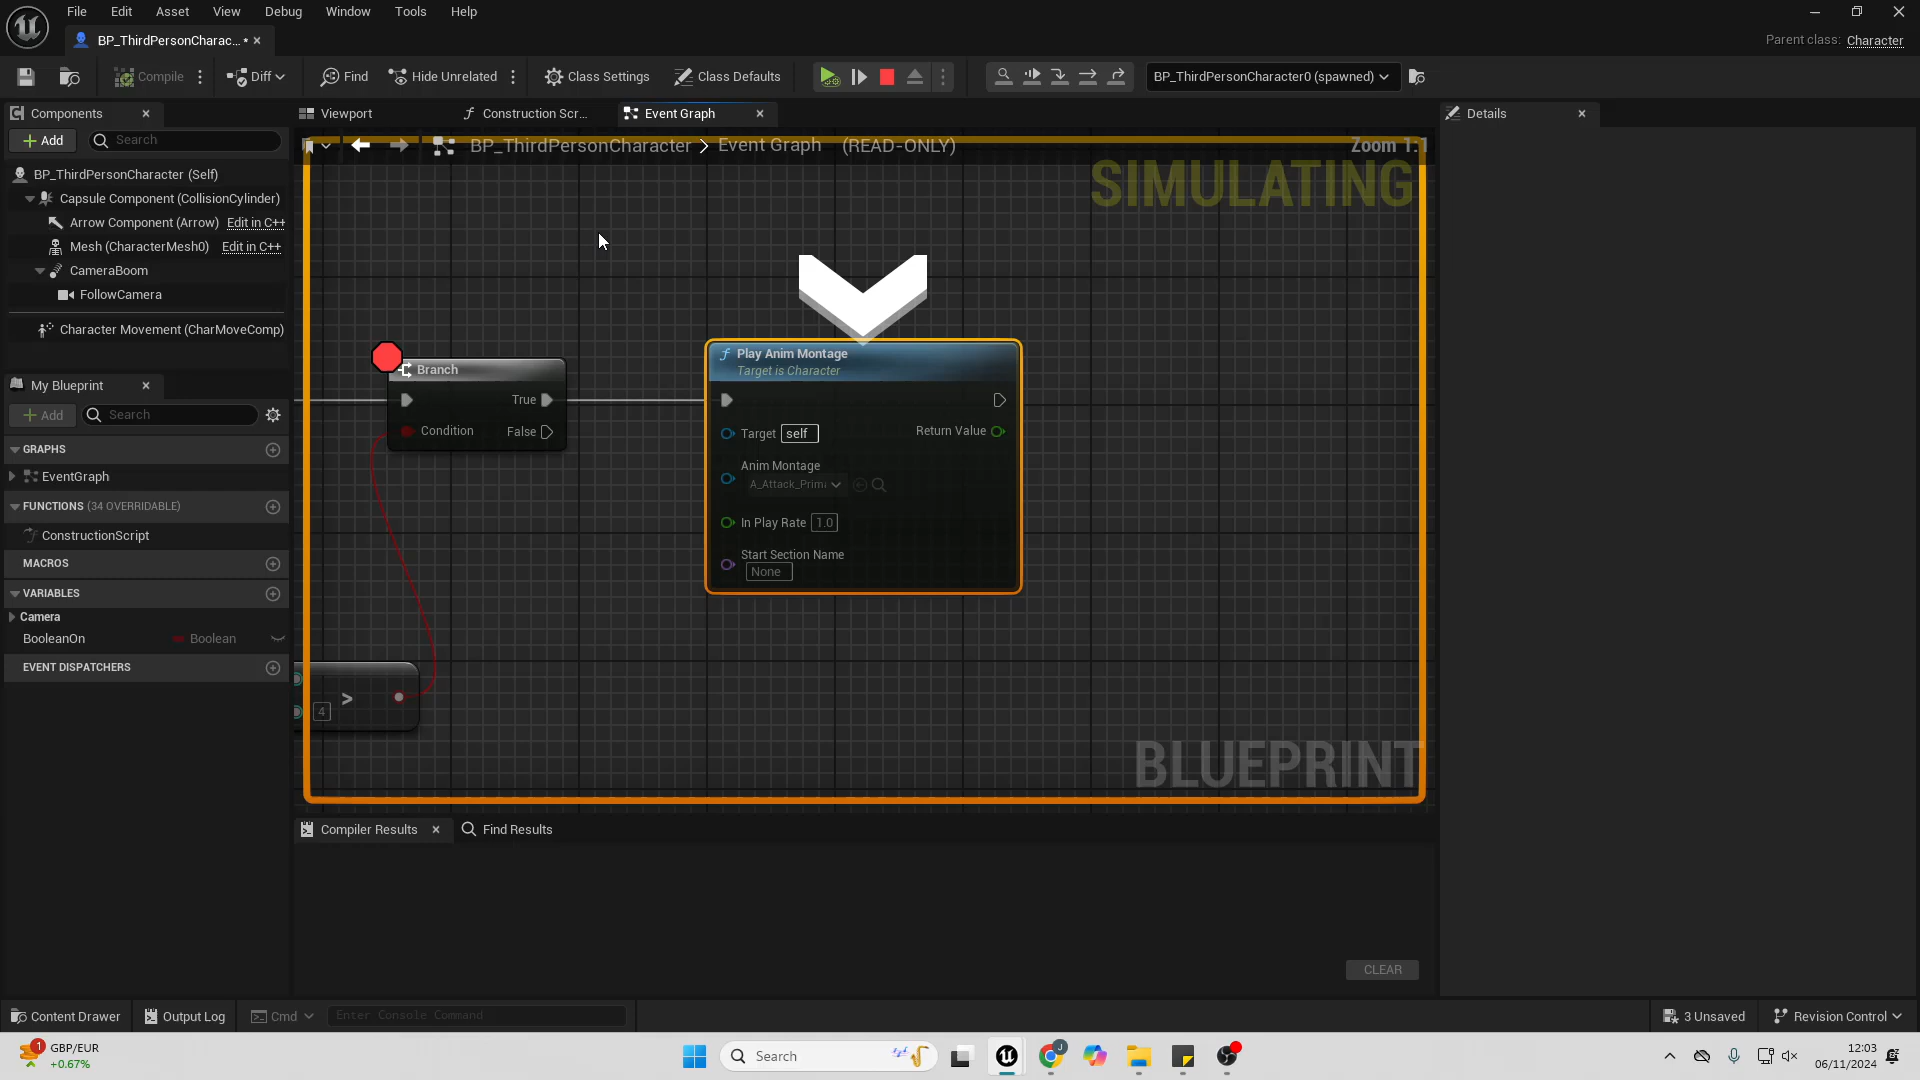 File Edit Asset View Debug Window Tools Help
BP_ThirdPersonCharac... •
Parent class: Character
Compile Diff Find Hide Unrelated Class Settings Class Defaults BP_ThirdPersonCharacter0 (spawned)
Components Viewport Construction Scr... Event Graph Details
Add Search
BP_ThirdPersonCharacter > Event Graph (READ-ONLY) Zoom 1:1
SIMULATING
BP_ThirdPersonCharacter (Self)
Capsule Component (CollisionCylinder)
Arrow Component (Arrow) Edit in C++
Mesh (CharacterMesh0) Edit in C++
CameraBoom
FollowCamera
Character Movement (CharMoveComp)
My Blueprint
Add Search
GRAPHS
EventGraph
FUNCTIONS (34 OVERRIDABLE)
ConstructionScript
MACROS
VARIABLES
Camera
BooleanOn Boolean
EVENT DISPATCHERS
Branch
True
Condition False
> 4
f Play Anim Montage
Target is Character
Target self Return Value
Anim Montage
A_Attack_Prim
In Play Rate 1.0
Start Section Name
None
BLUEPRINT
Compiler Results Find Results
CLEAR
Content Drawer Output Log Cmd Enter Console Command 3 Unsaved Revision Control
1 GBP/EUR
+0.67%
Search
J
12:03
06/11/2024